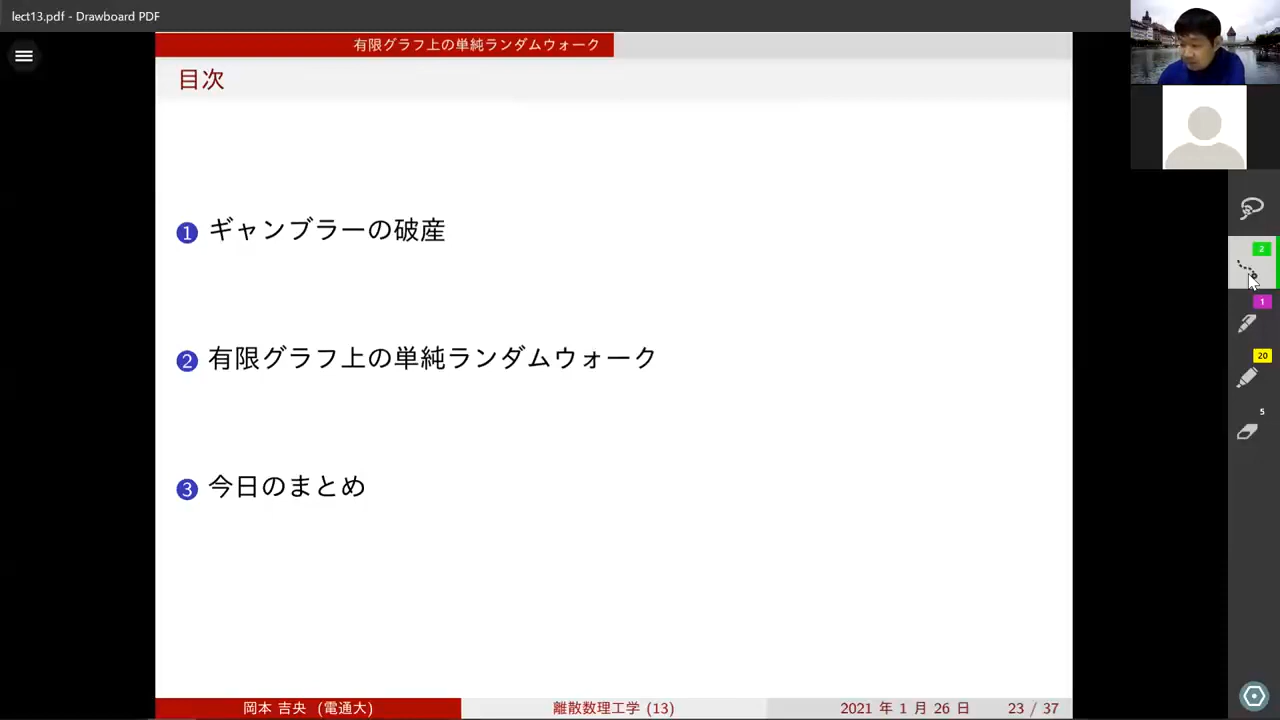 lect13.pdf - Drawboard PDF
有限グラフ上の単純ランダムウォーク
目次
1 ギャンブラーの破産
2 有限グラフ上の単純ランダムウォーク
3 今日のまとめ
2
1
20
5
岡本 吉央 (電通大) 離散数理工学 (13) 2021 年 1 月 26 日 23 / 37